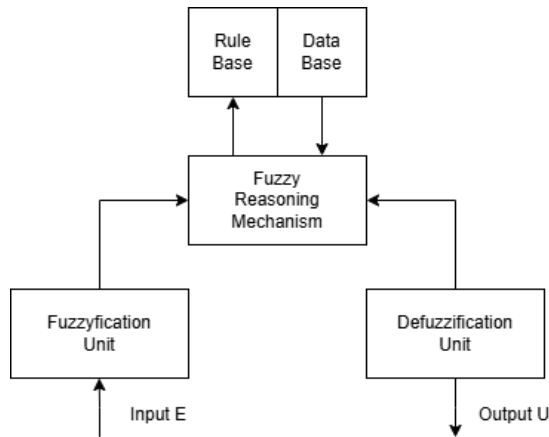 Rule
Base
Data
Base
Fuzzy
Reasoning
Mechanism
Fuzzyfication
Unit
Defuzzification
Unit
Input E
Output U